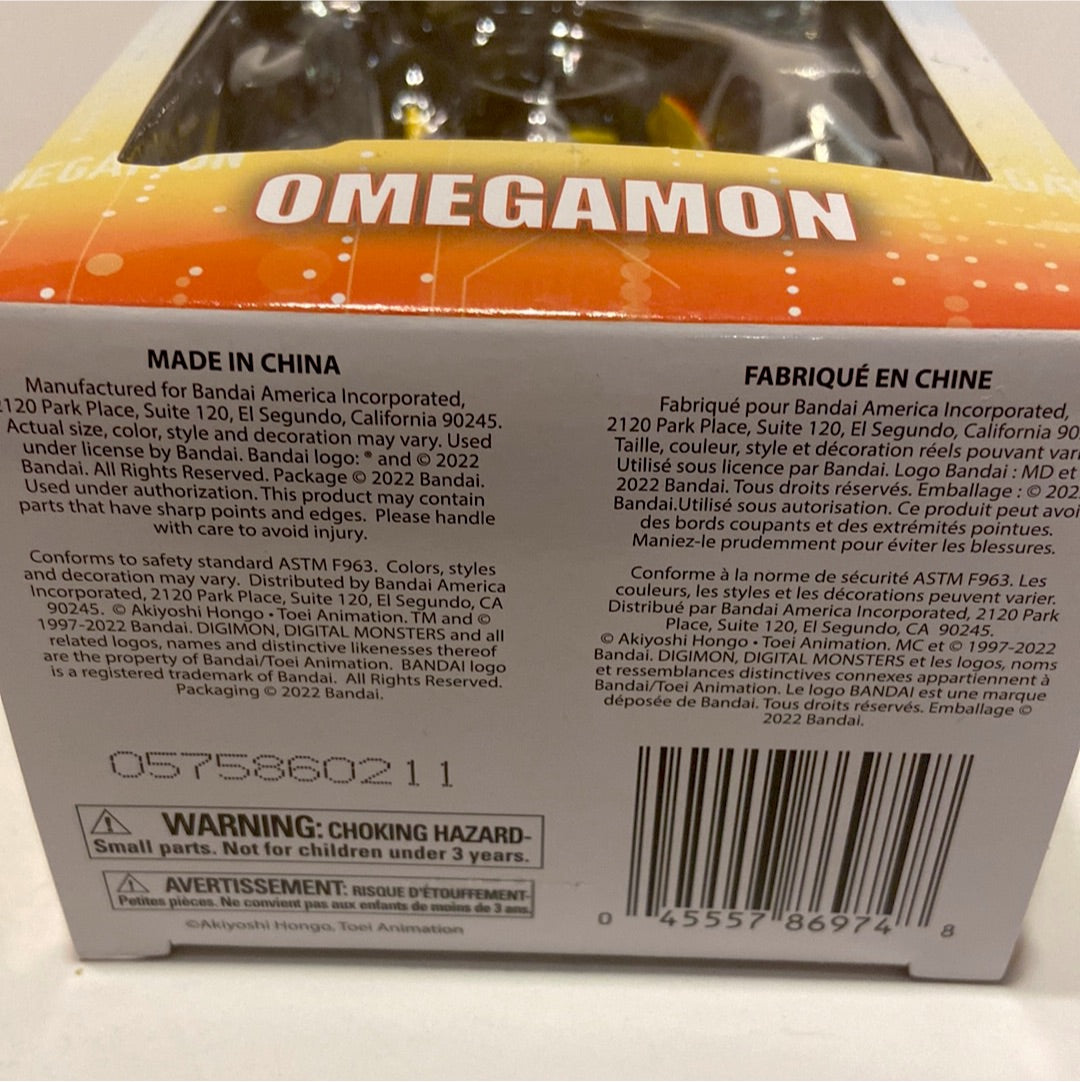 OMEGAMON
MADE IN CHINA
Manufactured for Bandai America Incorporated,
2120 Park Place, Suite 120, El Segundo, California 90245.
Actual size, color, style and decoration may vary. Used
under license by Bandai. Bandai logo: ® and © 2022
Bandai. All Rights Reserved. Package © 2022 Bandai.
Used under authorization. This product may contain
parts that have sharp points and edges. Please handle
with care to avoid injury.
Conforms to safety standard ASTM F963. Colors, styles
and decoration may vary. Distributed by Bandai America
Incorporated, 2120 Park Place, Suite 120, El Segundo, CA
90245. © Akiyoshi Hongo • Toei Animation. TM and ©
1997-2022 Bandai. DIGIMON, DIGITAL MONSTERS and all
related logos, names and distinctive likenesses thereof
are the property of Bandai/Toei Animation. BANDAI logo
is a registered trademark of Bandai. All Rights Reserved.
Packaging © 2022 Bandai.
05758602 11
WARNING: CHOKING HAZARD-
Small parts. Not for children under 3 years.
AVERTISSEMENT: RISQUE D'ÉTOUFFEMENT-
Petites pièces. Ne convient pas aux enfants de moins de 3 ans.
©Akiyoshi Hongo, Toei Animation
FABRIQUÉ EN CHINE
Fabriqué pour Bandai America Incorporated,
2120 Park Place, Suite 120, El Segundo, California 90
Taille, couleur, style et décoration réels pouvant vari
Utilisé sous licence par Bandai. Logo Bandai : MD et
2022 Bandai. Tous droits réservés. Emballage : © 202
Bandai.Utilisé sous autorisation. Ce produit peut avoi
des bords coupants et des extrémités pointues.
Maniez-le prudemment pour éviter les blessures.
Conforme à la norme de sécurité ASTM F963. Les
couleurs, les styles et les décorations peuvent varier.
Distribué par Bandai America Incorporated, 2120 Park
Place, Suite 120, El Segundo, CA 90245.
© Akiyoshi Hongo • Toei Animation. MC et © 1997-2022
Bandai. DIGIMON, DIGITAL MONSTERS et les logos, noms
et ressemblances distinctives connexes appartiennent à
Bandai/Toei Animation. Le logo BANDAI est une marque
déposée de Bandai. Tous droits réservés. Emballage ©
2022 Bandai.
0 45557 86974 8